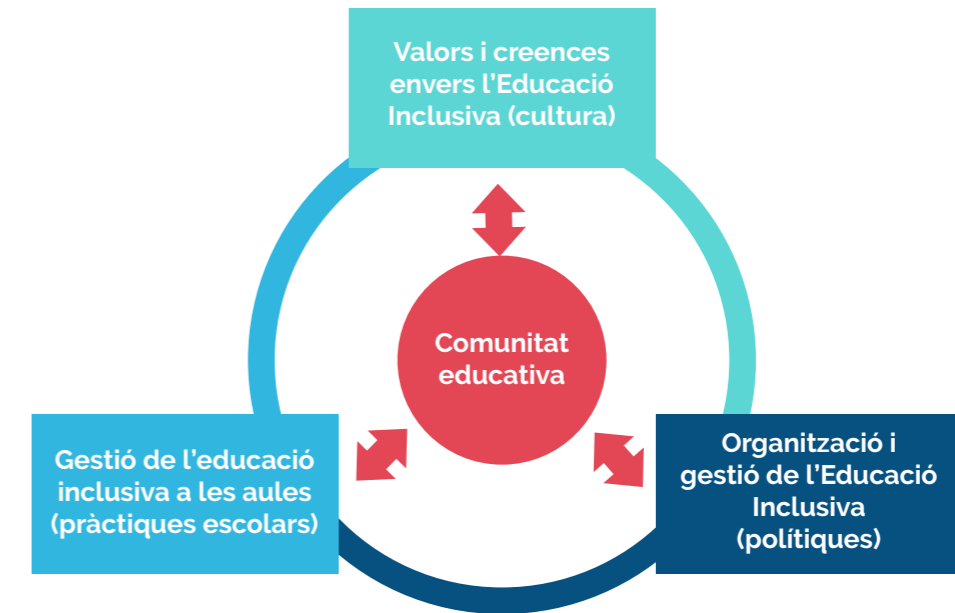 Valors i creences
envers l’Educació
Inclusiva (cultura)
Comunitat
educativa
Gestió de l’educació
inclusiva a les aules
(pràctiques escolars)
Organització i
gestió de l’Educació
Inclusiva
(polítiques)